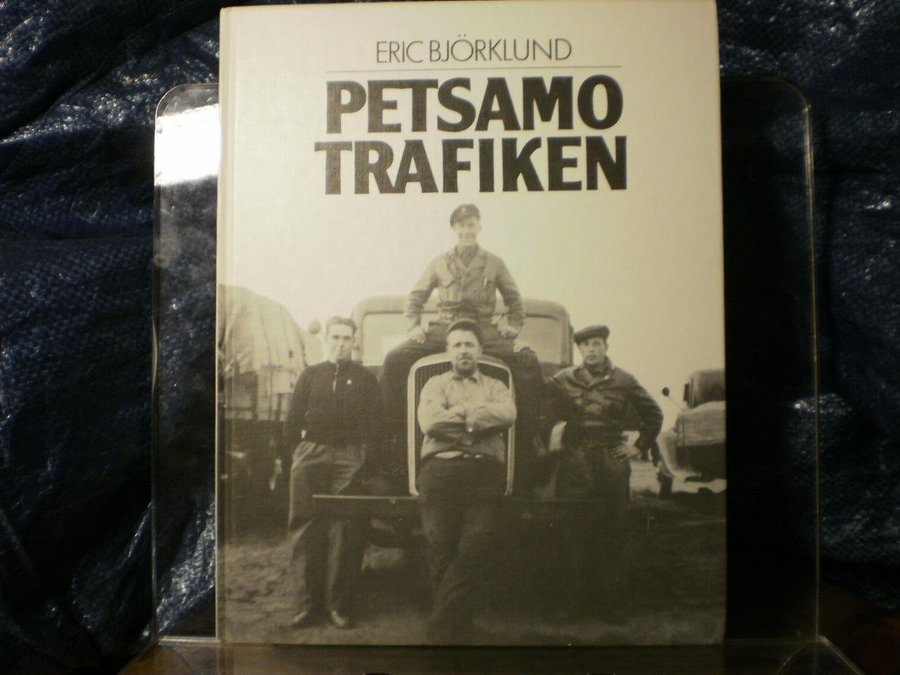 ERIC BJÖRKLUND
PETSAMO
TRAFIKEN